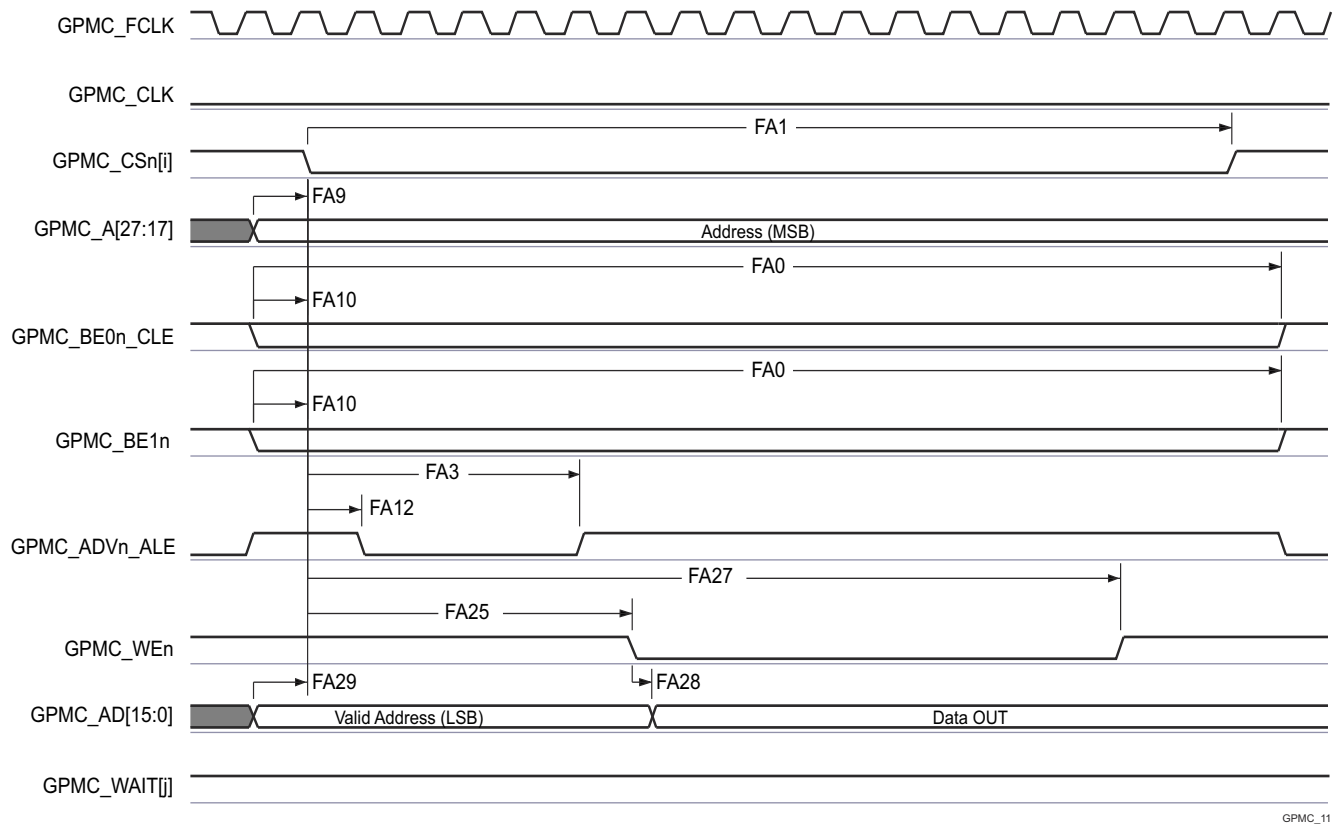 GPMC_FCLK
GPMC_CLK
FA1
GPMC_CSn[i]
FA9
GPMC_A[27:17]
Address (MSB)
FA0
FA10
GPMC_BE0n_CLE
FA0
FA10
GPMC_BE1n
FA3
FA12
GPMC_ADVn_ALE
FA27
FA25
GPMC_WEn
FA29
FA28
GPMC_AD[15:0]
Valid Address (LSB)
Data OUT
GPMC_WAIT[j]
GPMC_11